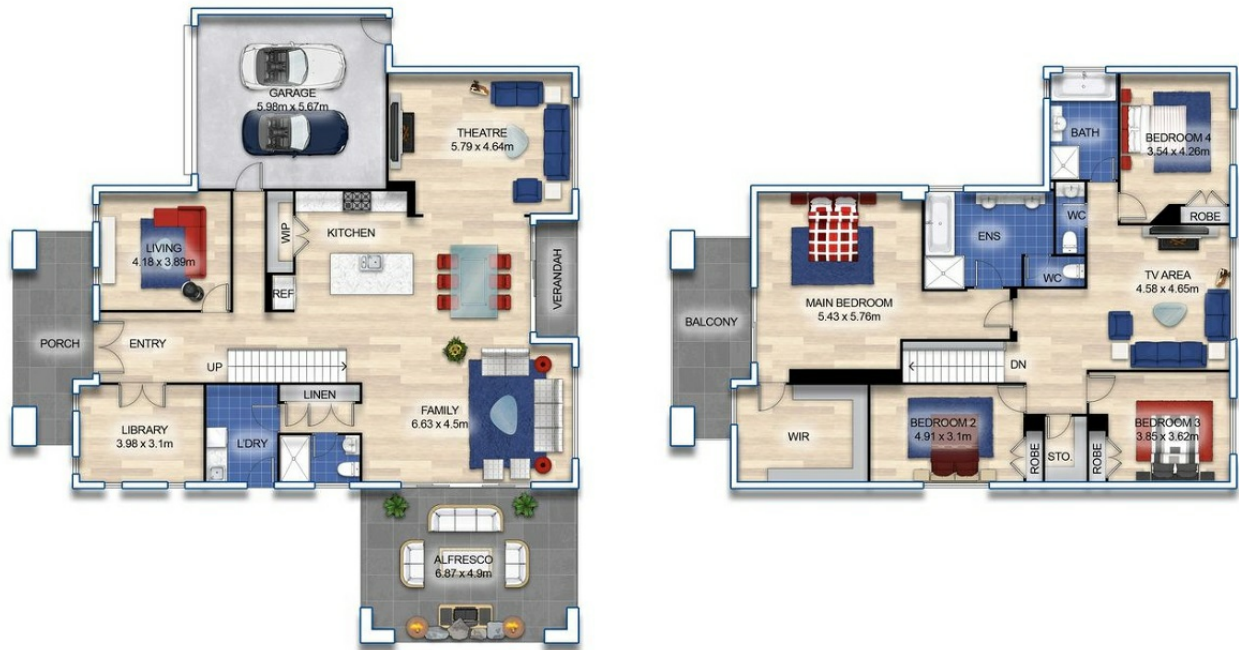 GARAGE
5.98m x 5.67m
THEATRE
5.79 x 4.64m
LIVING
4.18 x 3.89m
WIP
KITCHEN
REF
VERANDAH
PORCH
ENTRY
UP
LINEN
LIBRARY
3.98 x 3.1m
L'DRY
FAMILY
6.63 x 4.5m
ALFRESCO
6.87 x 4.9m
BATH
BEDROOM 4
3.54 x 4.26m
ROBE
WC
ENS
WC
TV AREA
4.58 x 4.65m
MAIN BEDROOM
5.43 x 5.76m
BALCONY
DN
WIR
BEDROOM 2
4.91 x 3.1m
ROBE
STO.
ROBE
BEDROOM 3
3.85 x 3.62m